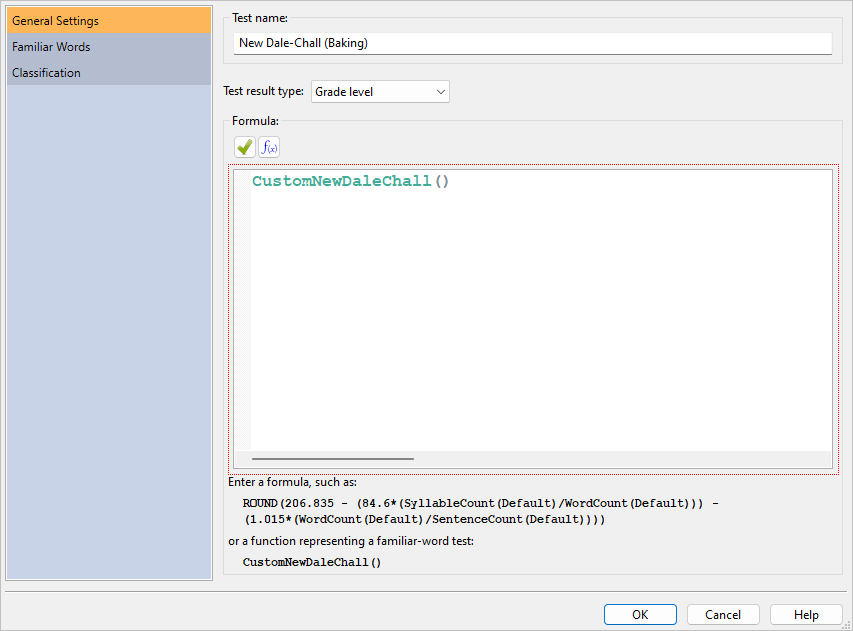 General Settings
Familiar Words
Classification
Test name:
New Dale-Chall (Baking)
Test result type:
Grade level
Formula:
f(x)
CustomNewDaleChall()
Enter a formula, such as:
ROUND(206.835 - (84.6*(SyllableCount(Default)/WordCount(Default))) -
(1.015*(WordCount(Default)/SentenceCount(Default))))
or a function representing a familiar-word test:
CustomNewDaleChall()
OK
Cancel
Help